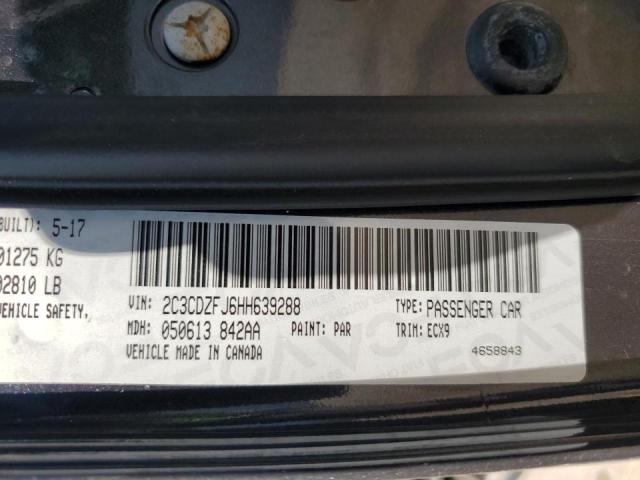 BUILT): 5-17
01275 KG
02810 LB
VEHICLE SAFETY,
VIN: 2C3CDZFJ6HH639288 TYPE: PASSENGER CAR
MDH: 050613 842AA PAINT: PAR TRIM: ECX9
VEHICLE MADE IN CANADA 4658843